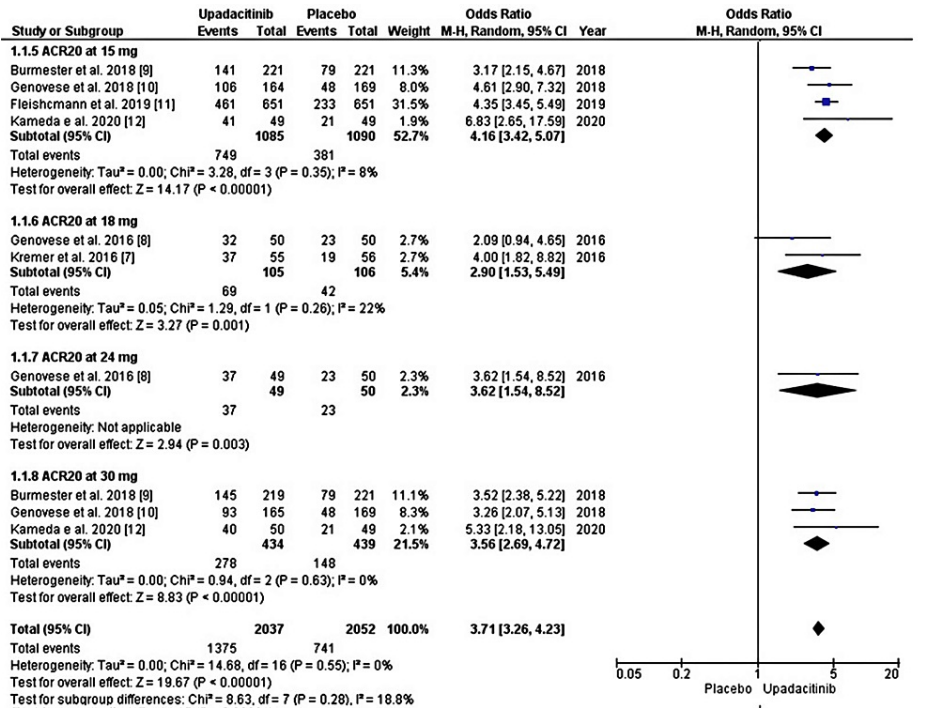 Upadacitinib Placebo Odds Ratio Odds Ratio
Study or Subgroup Events Total Events Total Weight M-H, Random, 95% CI Year M-H, Random, 95% CI
1.1.5 ACR20 at 15 mg
Burmester et al. 2018 [9] 141 221 79 221 11.3% 3.17 [2.15, 4.67] 2018
Genovese et al. 2018 [10] 106 164 48 169 8.0% 4.61 [2.90, 7.32] 2018
Fleishcmann et al. 2019 [11] 461 651 233 651 31.5% 4.35 [3.45, 5.49] 2019
Kameda et al. 2020 [12] 41 49 21 49 1.9% 6.83 [2.65, 17.59] 2020
Subtotal (95% CI) 1085 1090 52.7% 4.16 [3.42, 5.07]
Total events 749 381
Heterogeneity: Tau² = 0.00; Chi² = 3.28, df = 3 (P = 0.35); I² = 8%
Test for overall effect: Z = 14.17 (P < 0.00001)
1.1.6 ACR20 at 18 mg
Genovese et al. 2016 [8] 32 50 23 50 2.7% 2.09 [0.94, 4.65] 2016
Kremer et al. 2016 [7] 37 55 19 56 2.7% 4.00 [1.82, 8.82] 2016
Subtotal (95% CI) 105 106 5.4% 2.90 [1.53, 5.49]
Total events 69 42
Heterogeneity: Tau² = 0.05; Chi² = 1.29, df = 1 (P = 0.26); I² = 22%
Test for overall effect: Z = 3.27 (P = 0.001)
1.1.7 ACR20 at 24 mg
Genovese et al. 2016 [8] 37 49 23 50 2.3% 3.62 [1.54, 8.52] 2016
Subtotal (95% CI) 49 50 2.3% 3.62 [1.54, 8.52]
Total events 37 23
Heterogeneity: Not applicable
Test for overall effect: Z = 2.94 (P = 0.003)
1.1.8 ACR20 at 30 mg
Burmester et al. 2018 [9] 145 219 79 221 11.1% 3.52 [2.38, 5.22] 2018
Genovese et al. 2018 [10] 93 165 48 169 8.3% 3.26 [2.07, 5.13] 2018
Kameda et al. 2020 [12] 40 50 21 49 2.1% 5.33 [2.18, 13.05] 2020
Subtotal (95% CI) 434 439 21.5% 3.56 [2.69, 4.72]
Total events 278 148
Heterogeneity: Tau² = 0.00; Chi² = 0.94, df = 2 (P = 0.63); I² = 0%
Test for overall effect: Z = 8.83 (P < 0.00001)
Total (95% CI) 2037 2052 100.0% 3.71 [3.26, 4.23]
Total events 1375 741
Heterogeneity: Tau² = 0.00; Chi² = 14.68, df = 16 (P = 0.55); I² = 0%
Test for overall effect: Z = 19.67 (P < 0.00001)
Test for subgroup differences: Chi² = 8.63, df = 7 (P = 0.28), I² = 18.8%
0.05 0.2 1 5 20
Placebo Upadacitinib